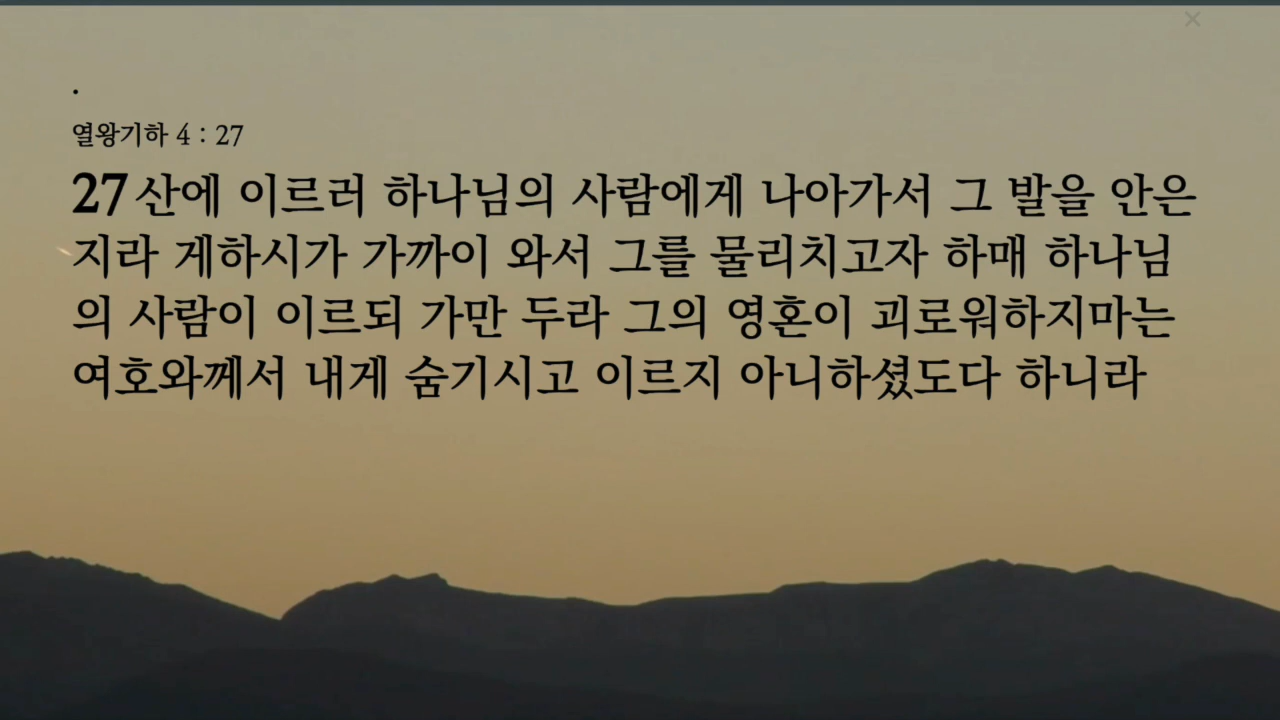 .
열왕기하 4 : 27
27 산에 이르러 하나님의 사람에게 나아가서 그 발을 안은
지라 게하시가 가까이 와서 그를 물리치고자 하매 하나님
의 사람이 이르되 가만 두라 그의 영혼이 괴로워하지마는
여호와께서 내게 숨기시고 이르지 아니하셨도다 하니라